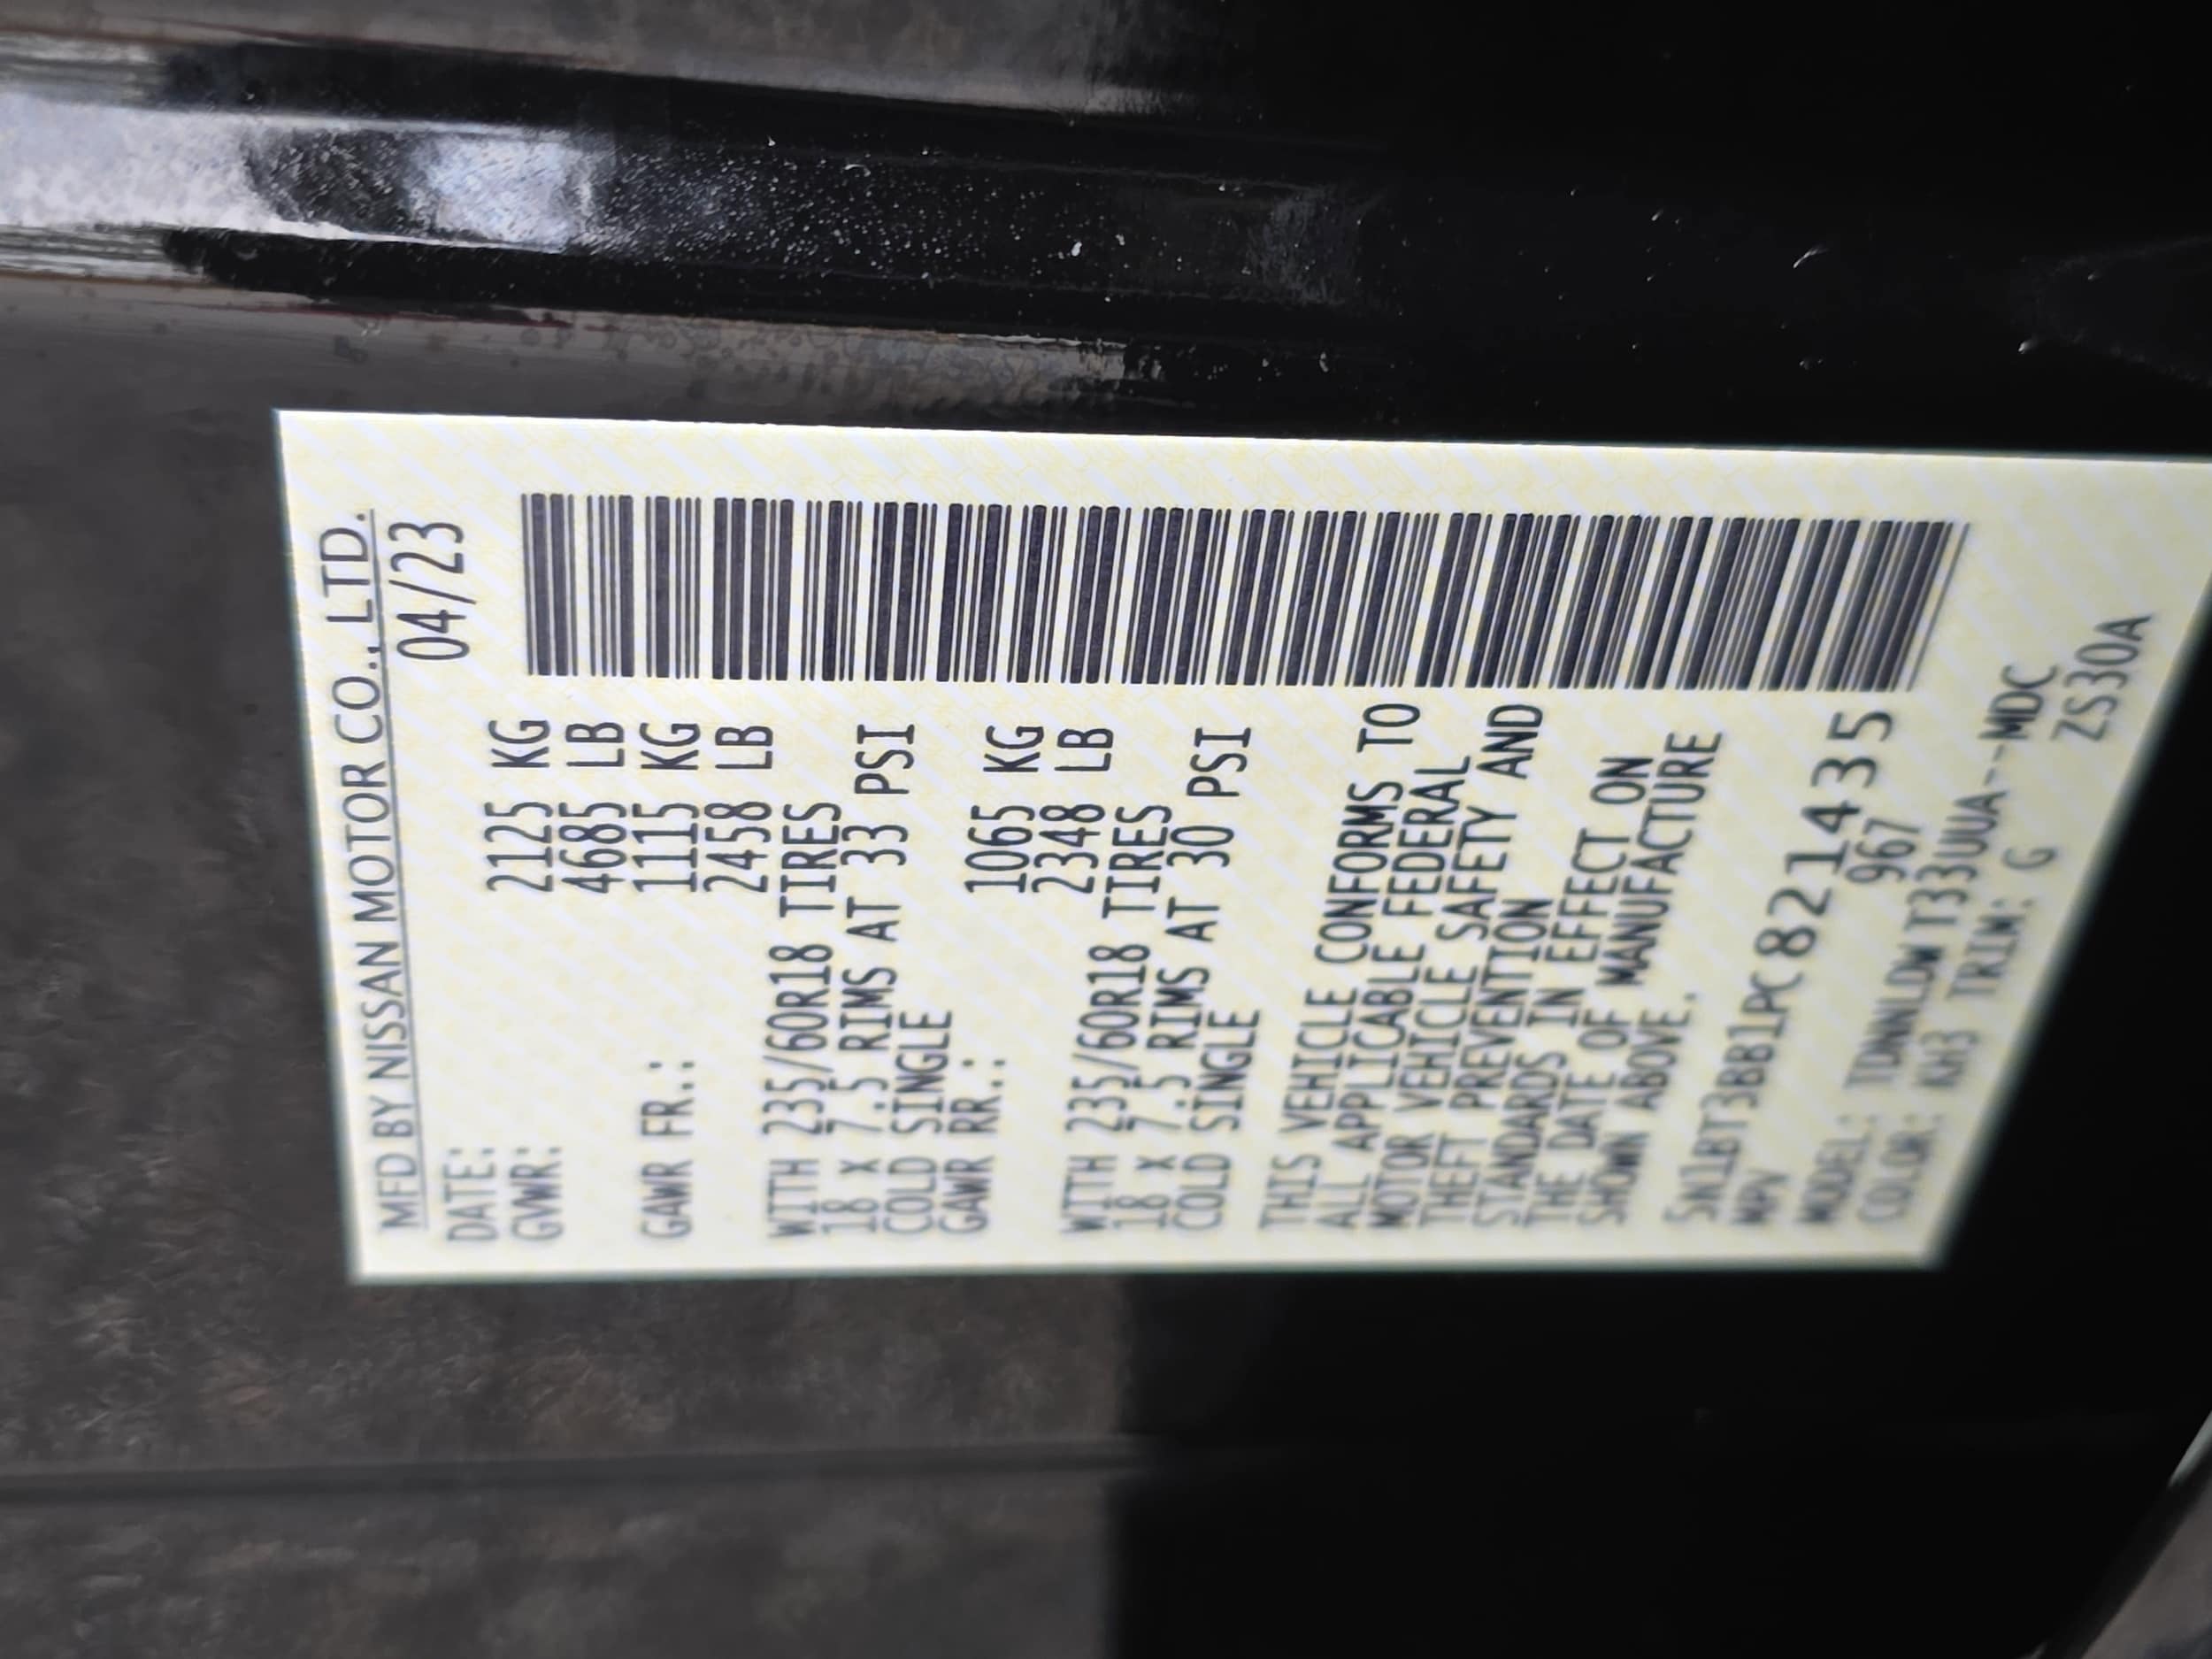 MFD BY NISSAN MOTOR CO., LTD.
DATE: 04/23
GWR: 2125 KG
4685 LB
GAWR FR.: 1115 KG
2458 LB
WITH 235/60R18 TIRES
18 x 7.5 RIMS AT 33 PSI
COLD SINGLE
GAWR RR.: 1065 KG
2348 LB
WITH 235/60R18 TIRES
18 x 7.5 RIMS AT 30 PSI
COLD SINGLE
THIS VEHICLE CONFORMS TO
ALL APPLICABLE FEDERAL
MOTOR VEHICLE SAFETY AND
THEFT PREVENTION
STANDARDS IN EFFECT ON
THE DATE OF MANUFACTURE
SHOWN ABOVE.
5N1BT3BB1PC821435
MPV 967
MODEL: TDNNLDWT33UUA--MDC
COLOR: KH3 TRIM: G ZS30A